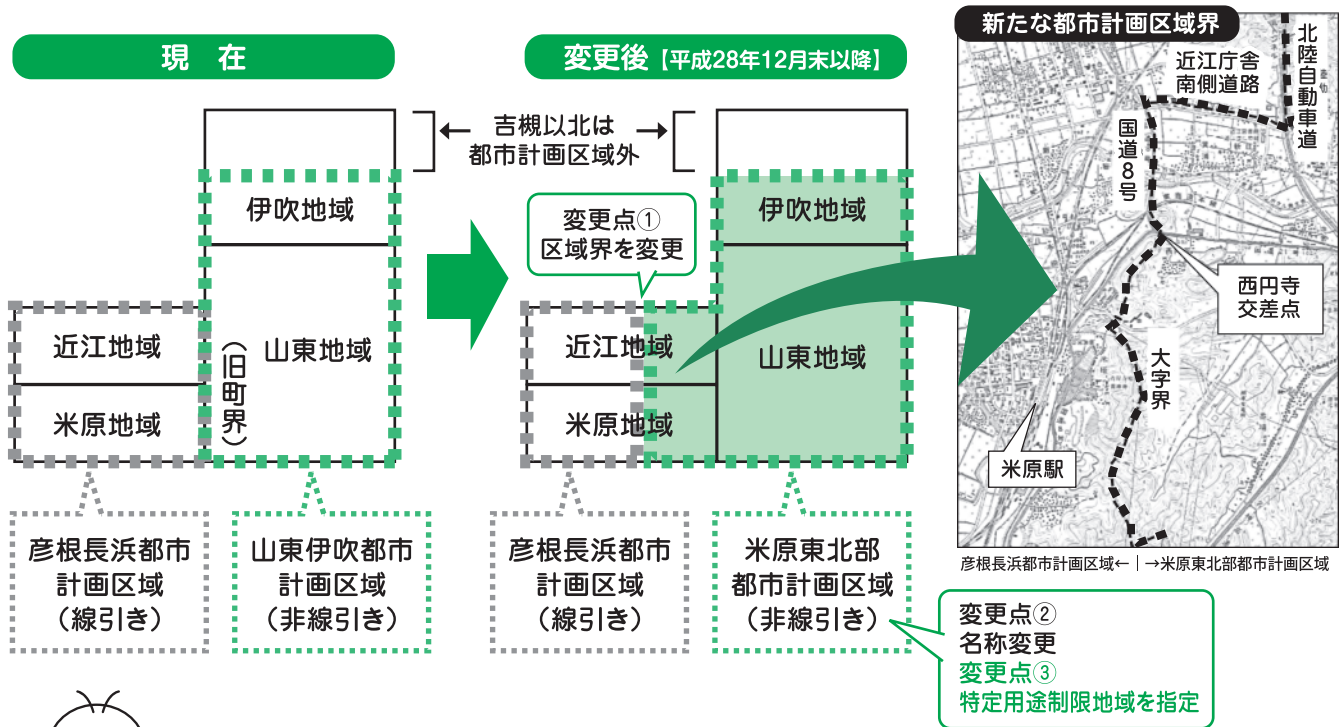 現 在
吉槻以北は
都市計画区域外
伊吹地域
近江地域
山東地域
(旧町界)
米原地域
彦根長浜都市
計画区域
(線引き)
山東伊吹都市
計画区域
(非線引き)
変更後【平成28年12月末以降】
変更点①
区域界を変更
伊吹地域
近江地域
山東地域
米原地域
彦根長浜都市
計画区域
(線引き)
米原東北部
都市計画区域
(非線引き)
変更点②
名称変更
変更点③
特定用途制限地域を指定
新たな都市計画区域界
近江庁舎
南側道路
北陸自動車道
国道8号
西円寺
交差点
大字界
米原駅
彦根長浜都市計画区域←|→米原東北部都市計画区域